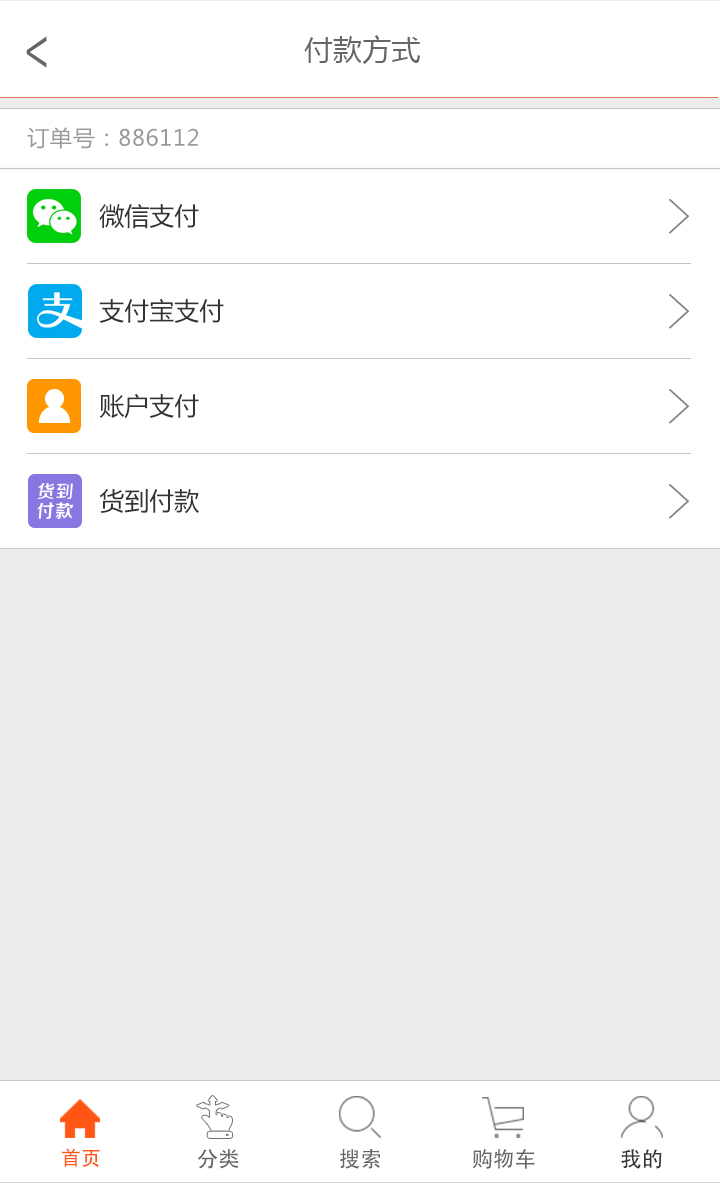 付款方式
订单号：886112
微信支付
支
支付宝支付
账户支付
货到
付款
货到付款
首页
分类
搜索
购物车
我的